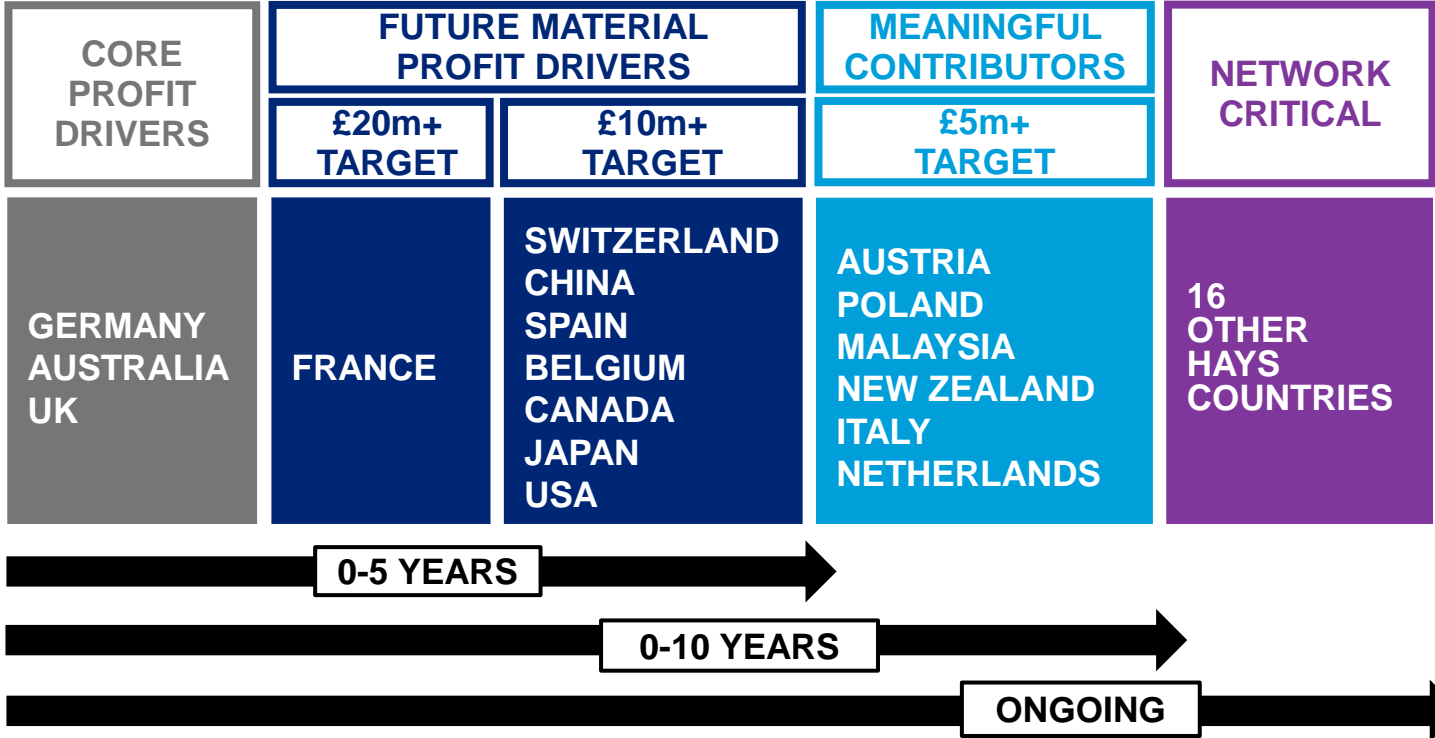 CORE
PROFIT
DRIVERS
FUTURE MATERIAL
PROFIT DRIVERS
£20m+
TARGET
£10m+
TARGET
MEANINGFUL
CONTRIBUTORS
£5m+
TARGET
NETWORK
CRITICAL
GERMANY
AUSTRALIA
UK
FRANCE
SWITZERLAND
CHINA
SPAIN
BELGIUM
CANADA
JAPAN
USA
AUSTRIA
POLAND
MALAYSIA
NEW ZEALAND
ITALY
NETHERLANDS
16
OTHER
HAYS
COUNTRIES
0-5 YEARS
0-10 YEARS
ONGOING